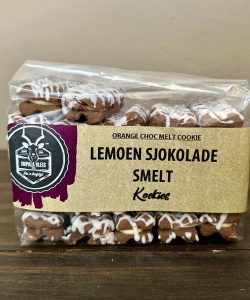 ORANGE CHOC MELT COOKIE
LEMOEN SJOKOLADE
SMELT
Koekies
IMPALA VLEIS